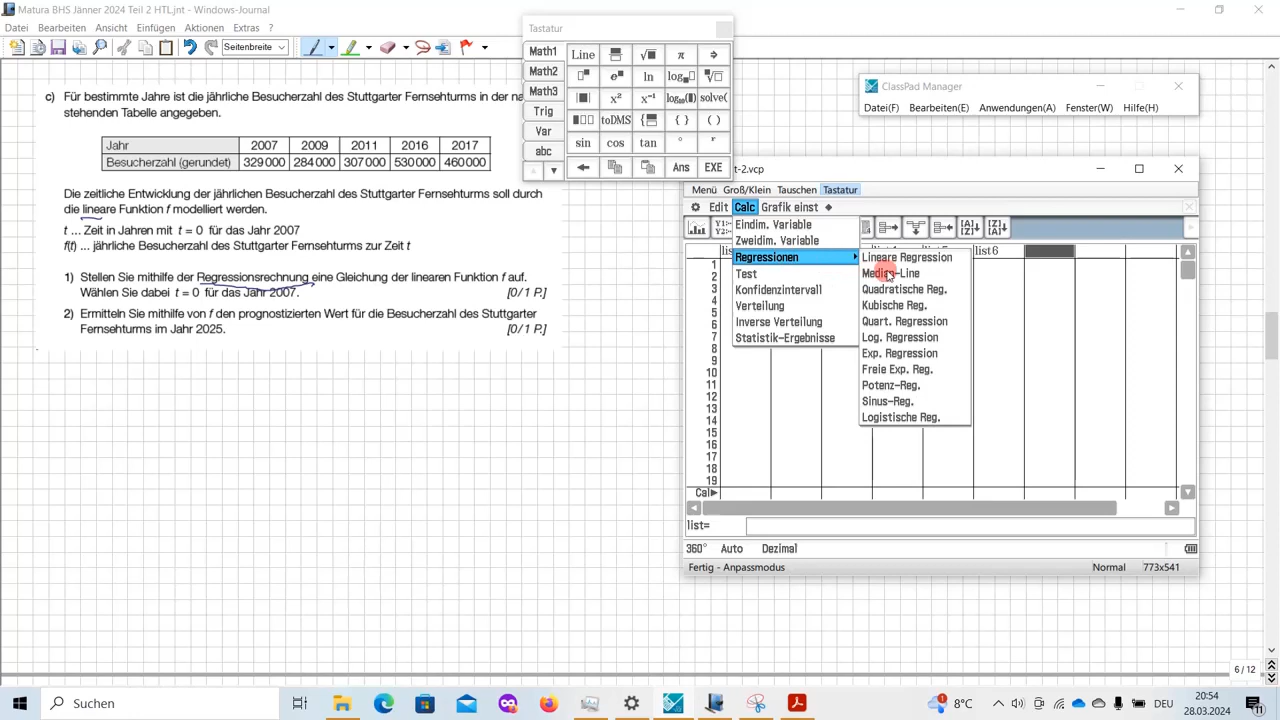 Matura BHS Jänner 2024 Teil 2 HTL.jnt - Windows-Journal
Datei Bearbeiten Ansicht Einfügen Aktionen Extras ?
Seitenbreite
c) Für bestimmte Jahre ist die jährliche Besucherzahl des Stuttgarter Fernsehturms in der na
stehenden Tabelle angegeben.
Jahr 2007 2009 2011 2016 2017
Besucherzahl (gerundet) 329 000 284 000 307 000 530 000 460 000
Die zeitliche Entwicklung der jährlichen Besucherzahl des Stuttgarter Fernsehturms soll durch
die lineare Funktion f modelliert werden.
t ... Zeit in Jahren mit t = 0 für das Jahr 2007
f(t) ... jährliche Besucherzahl des Stuttgarter Fernsehturms zur Zeit t
1) Stellen Sie mithilfe der Regressionsrechnung eine Gleichung der linearen Funktion f auf.
Wählen Sie dabei t = 0 für das Jahr 2007. [0/1 P.]
2) Ermitteln Sie mithilfe von f den prognostizierten Wert für die Besucherzahl des Stuttgarter
Fernsehturms im Jahr 2025. [0/1 P.]
Tastatur
Math1 Line √ π ⇒
Math2 e ln log
Math3 x² x⁻¹ log₁₀ solve(
Trig toDMS { } ( )
Var sin cos tan ° r
abc
Ans EXE
ClassPad Manager
Datei(F) Bearbeiten(E) Anwendungen(A) Fenster(W) Hilfe(H)
t-2.vcp
Menü Groß/Klein Tauschen Tastatur
Edit Calc Grafik einst
Y1: Y2:
Eindim. Variable
Zweidim. Variable
Regressionen
Test
Konfidenzintervall
Verteilung
Inverse Verteilung
Statistik-Ergebnisse
Lineare Regression
Median-Line
Quadratische Reg.
Kubische Reg.
Quart. Regression
Log. Regression
Exp. Regression
Freie Exp. Reg.
Potenz-Reg.
Sinus-Reg.
Logistische Reg.
list6
1
2
3
4
5
6
7
8
9
10
11
12
13
14
15
16
17
18
19
Cal▶
list=
360° Auto Dezimal
Fertig - Anpassmodus Normal 773x541
6 / 12
Suchen
8°C
DEU
20:54
28.03.2024